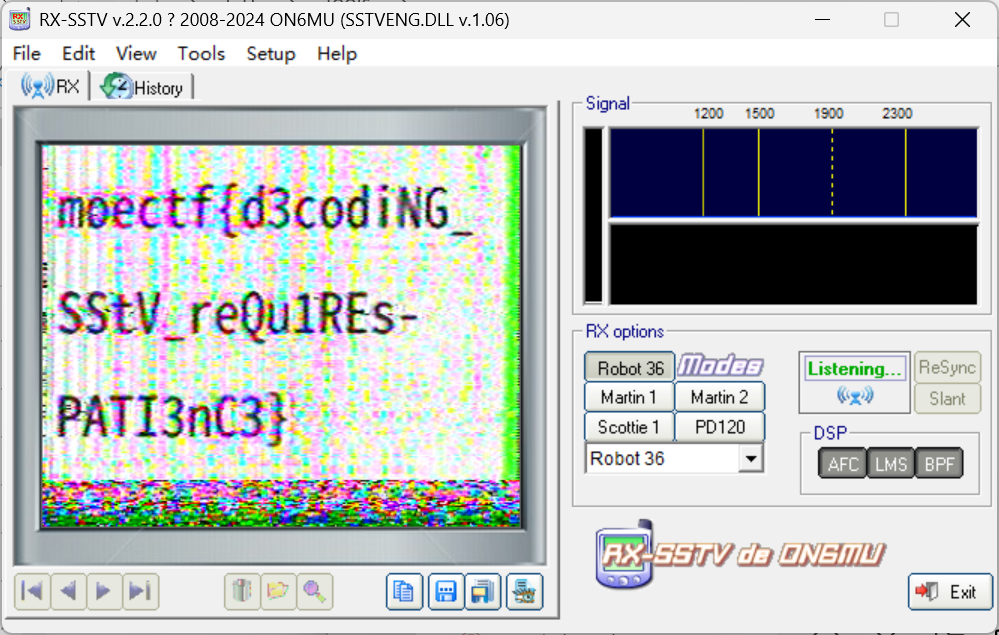 RX-SSTV v.2.2.0 ? 2008-2024 ON6MU (SSTVENG.DLL v.1.06)
File Edit View Tools Setup Help
RX History
moectf{d3codiNG_
SStV_reQu1REs-
PATI3nC3}
Signal
1200 1500 1900 2300
RX options
Robot 36 Modes
Martin 1 Martin 2
Scottie 1 PD120
Robot 36
Listening... ReSync
Slant
DSP
AFC LMS BPF
RX-SSTV de ON6MU
Exit